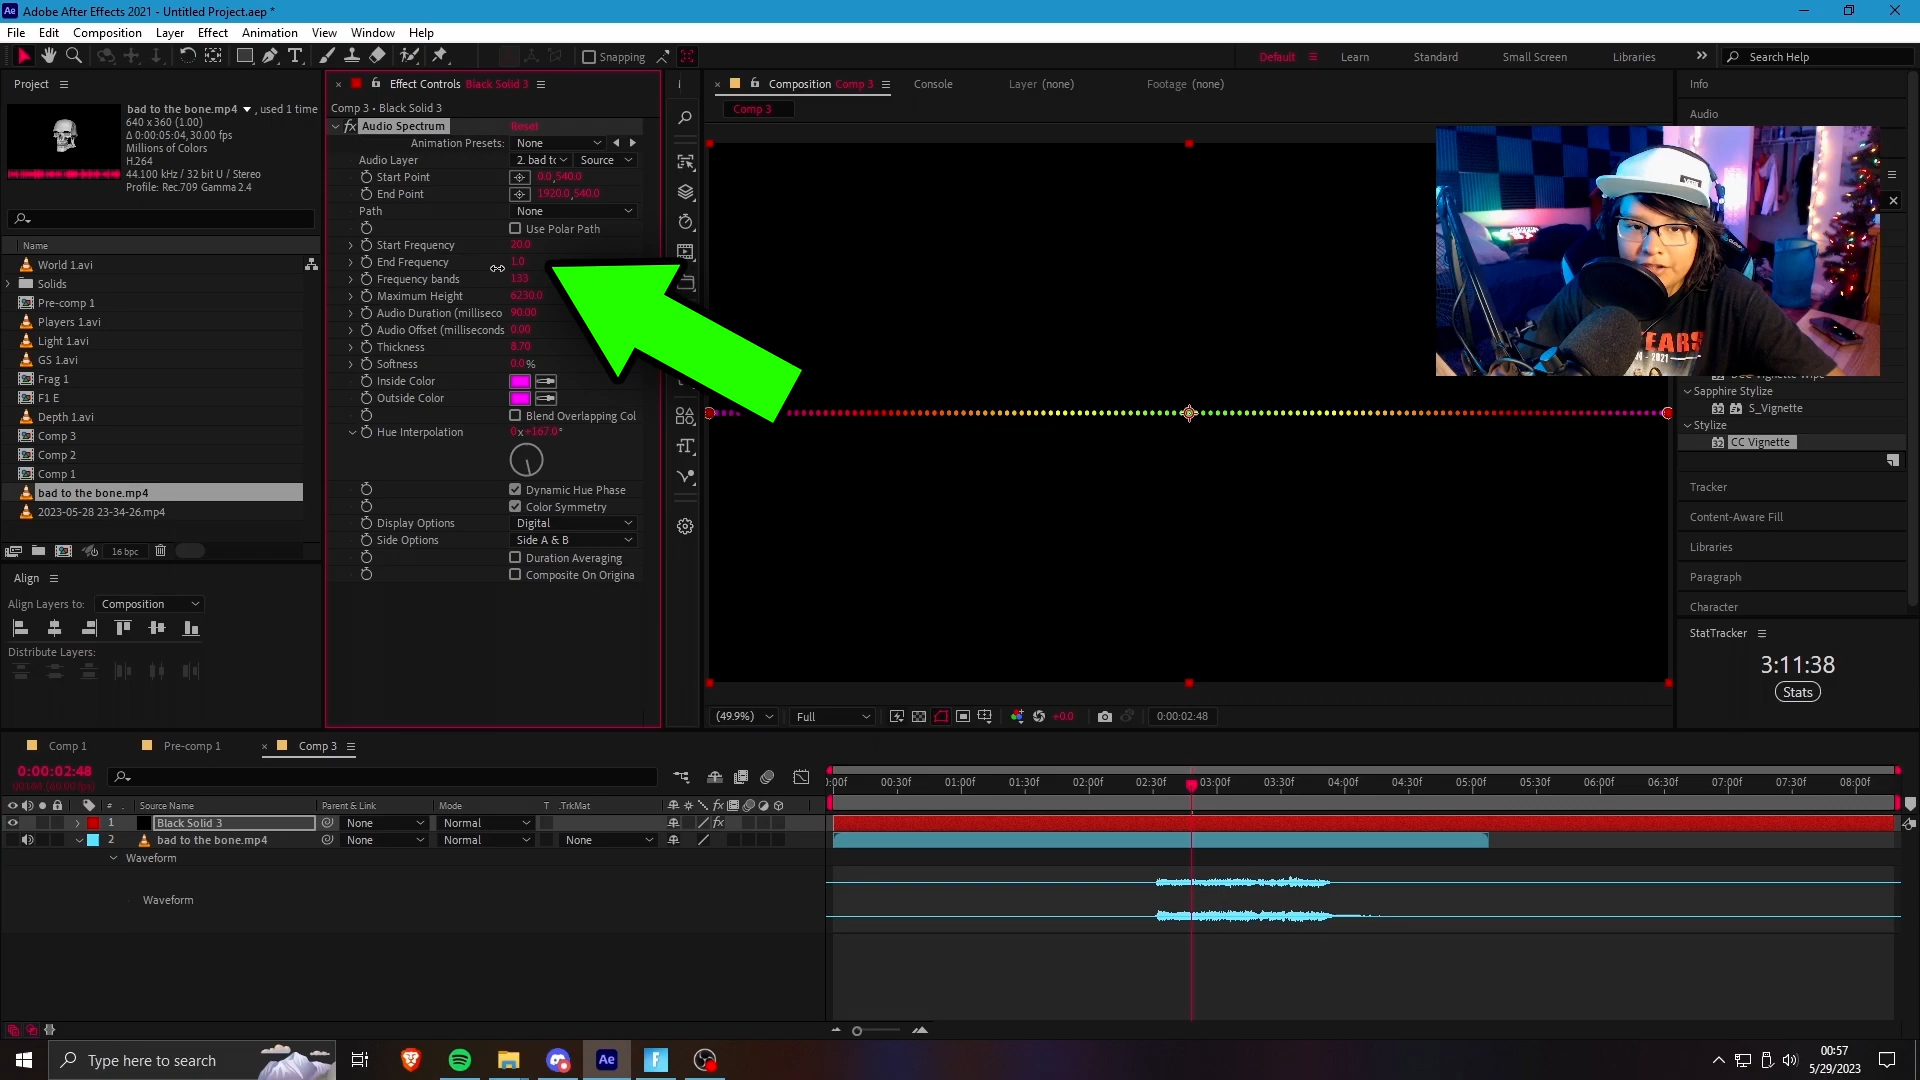 Ae Adobe After Effects 2021 - Untitled Project.aep *
File Edit Composition Layer Effect Animation View Window Help
Snapping
Default Learn Standard Small Screen Libraries Search Help
Project
bad to the bone.mp4 , used 1 time
640 x 360 (1.00)
Δ 0:00:05:04, 30.00 fps
Millions of Colors
H.264
44.100 kHz / 32 bit U / Stereo
Profile: Rec.709 Gamma 2.4
Name
World 1.avi
Solids
Pre-comp 1
Players 1.avi
Light 1.avi
GS 1.avi
Frag 1
F1 E
Depth 1.avi
Comp 3
Comp 2
Comp 1
bad to the bone.mp4
2023-05-28 23-34-26.mp4
16 bpc
Align
Align Layers to: Composition
Distribute Layers:
Effect Controls Black Solid 3
Comp 3 • Black Solid 3
fx Audio Spectrum Reset
Animation Presets: None
Audio Layer 2. bad tc Source
Start Point 0.0,540.0
End Point 1920.0,540.0
Path None
Use Polar Path
Start Frequency 20.0
End Frequency 1.0
Frequency bands 133
Maximum Height 6230.0
Audio Duration (milliseco 90.00
Audio Offset (milliseconds 0.00
Thickness 8.70
Softness 0.0 %
Inside Color
Outside Color
Blend Overlapping Col
Hue Interpolation 0x+167.0°
Dynamic Hue Phase
Color Symmetry
Display Options Digital
Side Options Side A & B
Duration Averaging
Composite On Origina
Composition Comp 3 Console Layer (none) Footage (none)
Comp 3
(49.9%) Full +0.0 0:00:02:48
Info
Audio
Sapphire Stylize
S_Vignette
Stylize
CC Vignette
Tracker
Content-Aware Fill
Libraries
Paragraph
Character
StatTracker
3:11:38
Stats
Comp 1 Pre-comp 1 Comp 3
0:00:02:48
# Source Name Parent & Link Mode T .TrkMat fx
1 Black Solid 3 None Normal fx
2 bad to the bone.mp4 None Normal None
Waveform
Waveform
:00f 00:30f 01:00f 01:30f 02:00f 02:30f 03:00f 03:30f 04:00f 04:30f 05:00f 05:30f 06:00f 06:30f 07:00f 07:30f 08:00f
Type here to search
Ae
00:57
5/29/2023